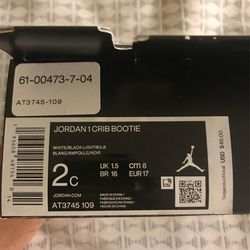 61-00473-7-04
AT3745-109
JORDAN 1 CRIB BOOTIE
WHITE/BLACK-LIGHTBULB
BLANC/AMPOULE/NOIR
2C
UK 1.5
CM 8
BR 16
EUR 17
JORDAN.COM
MADE IN CHINA /
AT3745 109
USD $45.00